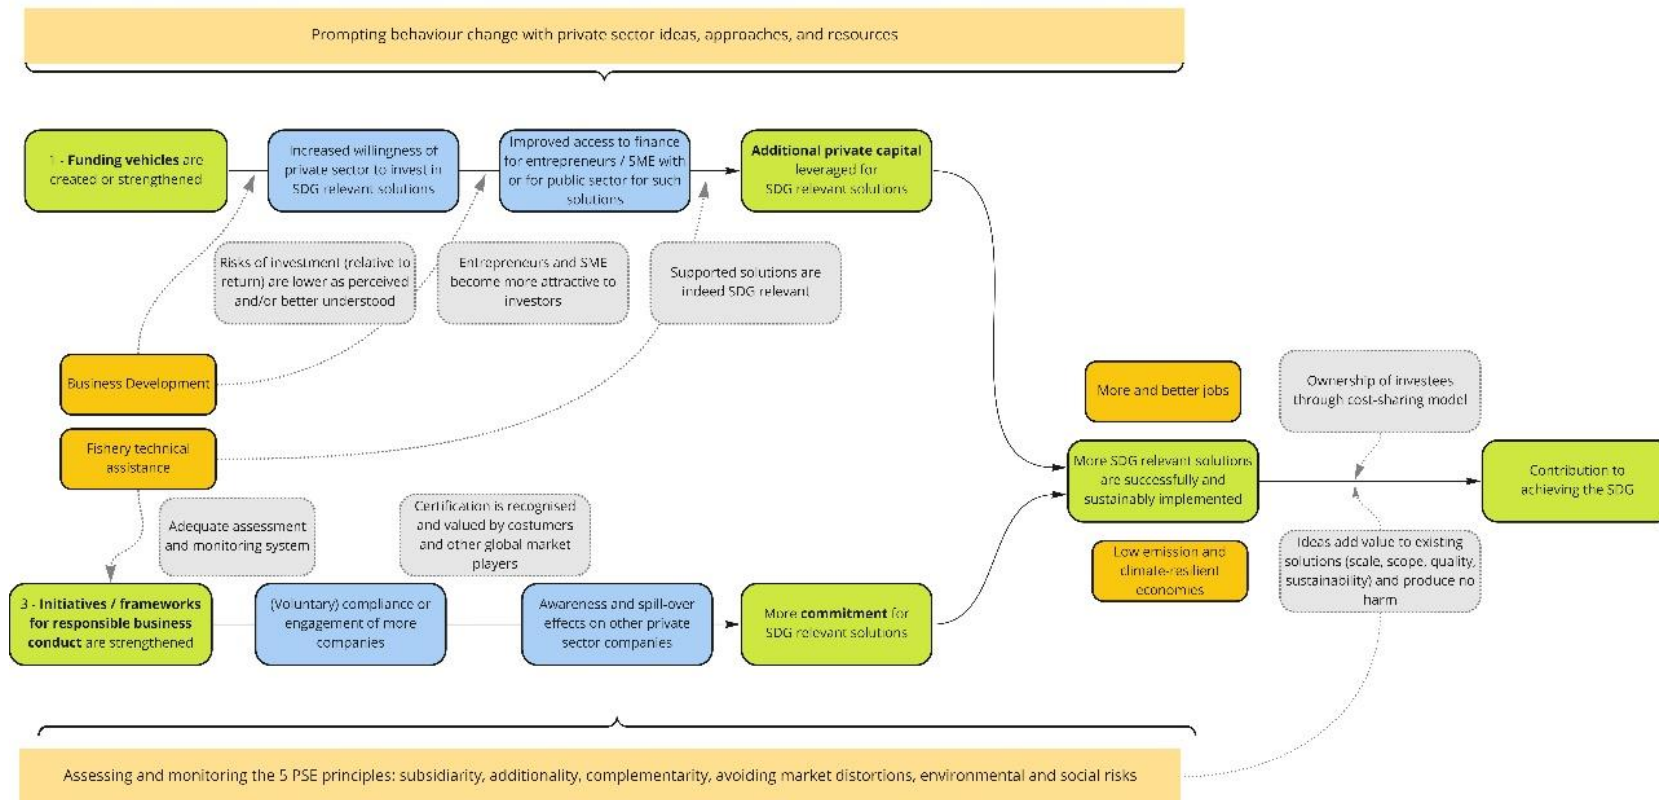 Prompting behaviour change with private sector ideas, approaches, and resources
1 - Funding vehicles are
created or strengthened
Increased willingness of
private sector to invest in
SDG relevant solutions
Improved access to finance
for entrepreneurs / SME with
or for public sector for such
solutions
Additional private capital
leveraged for
SDG relevant solutions
Risks of investment (relative to
return) are lower as perceived
and/or better understood
Entrepreneurs and SME
become more attractive to
investors
Supported solutions are
indeed SDG relevant
Business Development
Fishery technical
assistance
More and better jobs
Ownership of investees
through cost-sharing model
More SDG relevant solutions
are successfully and
sustainably implemented
Contribution to
achieving the SDG
Adequate assessment
and monitoring system
Certification is recognised
and valued by costumers
and other global market
players
Low emission and
climate-resilient
economies
Ideas add value to existing
solutions (scale, scope, quality,
sustainability) and produce no
harm
3 - Initiatives / frameworks
for responsible business
conduct are strengthened
(Voluntary) compliance or
engagement of more
companies
Awareness and spill-over
effects on other private
sector companies
More commitment for
SDG relevant solutions
Assessing and monitoring the 5 PSE principles: subsidiarity, additionality, complementarity, avoiding market distortions, environmental and social risks